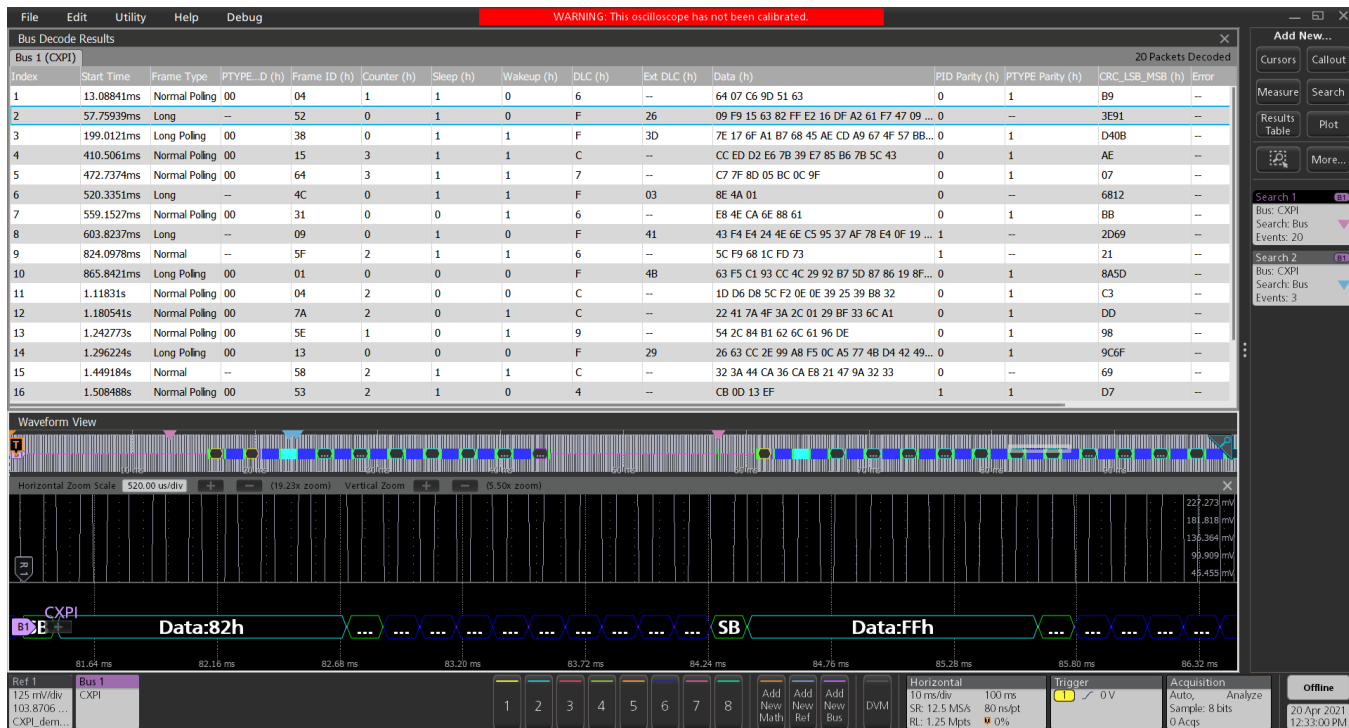 File Edit Utility Help Debug WARNING: This oscilloscope has not been calibrated.
Bus Decode Results
Bus 1 (CXPI) 20 Packets Decoded
Index Start Time Frame Type PTYPE...D (h) Frame ID (h) Counter (h) Sleep (h) Wakeup (h) DLC (h) Ext DLC (h) Data (h) PID Parity (h) PTYPE Parity (h) CRC_LSB_MSB (h) Error
1 13.08841ms Normal Polling 00 04 1 1 0 6 -- 64 07 C6 9D 51 63 0 1 B9 --
2 57.75939ms Long -- 52 0 1 0 F 26 09 F9 15 63 82 FF E2 16 DF A2 61 F7 47 09 ... 0 -- 3E91 --
3 199.0121ms Long Polling 00 38 0 1 1 F 3D 7E 17 6F A1 B7 68 45 AE CD A9 67 4F 57 BB... 0 1 D40B --
4 410.5061ms Normal Polling 00 15 3 1 1 C -- CC ED D2 E6 7B 39 E7 85 B6 7B 5C 43 0 1 AE --
5 472.7374ms Normal Polling 00 64 3 1 1 7 -- C7 7F 8D 05 BC 0C 9F 0 1 07 --
6 520.3351ms Long -- 4C 0 1 1 F 03 8E 4A 01 0 -- 6812 --
7 559.1527ms Normal Polling 00 31 0 0 1 6 -- E8 4E CA 6E 88 61 0 1 BB --
8 603.8237ms Long -- 09 0 1 0 F 41 43 F4 E4 24 4E 6E C5 95 37 AF 78 E4 0F 19 ... 1 -- 2D69 --
9 824.0978ms Normal -- 5F 2 1 1 6 -- 5C F9 68 1C FD 73 1 -- 21 --
10 865.8421ms Long Polling 00 01 0 0 1 F 4B 63 F5 C1 93 CC 4C 29 92 B7 5D 87 86 19 8F... 0 1 8A5D --
11 1.11831s Normal Polling 00 04 2 1 0 C -- 1D D6 D8 5C F2 0E 0E 39 25 39 B8 32 0 1 C3 --
12 1.180541s Normal Polling 00 7A 2 0 1 C -- 22 41 7A 4F 3A 2C 01 29 BF 33 6C A1 0 1 DD --
13 1.242773s Normal Polling 00 5E 1 0 1 9 -- 54 2C 84 B1 62 6C 61 96 DE 0 1 98 --
14 1.296224s Long Polling 00 13 0 0 1 F 29 26 63 CC 2E 99 A8 F5 0C A5 77 4B D4 42 49... 0 1 9C6F --
15 1.449184s Normal -- 58 2 1 1 C -- 32 3A 44 CA 36 CA E8 21 47 9A 32 33 0 -- 69 --
16 1.508488s Normal Polling 00 53 2 1 0 4 -- CB 0D 13 EF 1 1 D7 --
Waveform View
T
Horizontal Zoom Scale 520.00 us/div + − (19.23x zoom) Vertical Zoom + − (5.50x zoom)
227.273 mV
181.818 mV
136.364 mV
90.909 mV
45.455 mV
R1
CXPI
B1 SB + Data:82h ... ... ... ... ... ... ... ... ... ... SB Data:FFh ... ... ... ... ...
81.64 ms 82.16 ms 82.68 ms 83.20 ms 83.72 ms 84.24 ms 84.76 ms 85.28 ms 85.80 ms 86.32 ms
Add New...
Cursors Callout
Measure Search
Results Table Plot
More...
Search 1 B1
Bus: CXPI
Search: Bus
Events: 20
Search 2 B1
Bus: CXPI
Search: Bus
Events: 3
Ref 1
125 mV/div
103.8706 ...
CXPI_dem...
Bus 1
CXPI
1 2 3 4 5 6 7 8
Add New Math
Add New Ref
Add New Bus
DVM
Horizontal
10 ms/div 100 ms
SR: 12.5 MS/s 80 ns/pt
RL: 1.25 Mpts 0%
Trigger
1 0 V
Acquisition
Auto, Analyze
Sample: 8 bits
0 Acqs
Offline
20 Apr 2021
12:33:00 PM